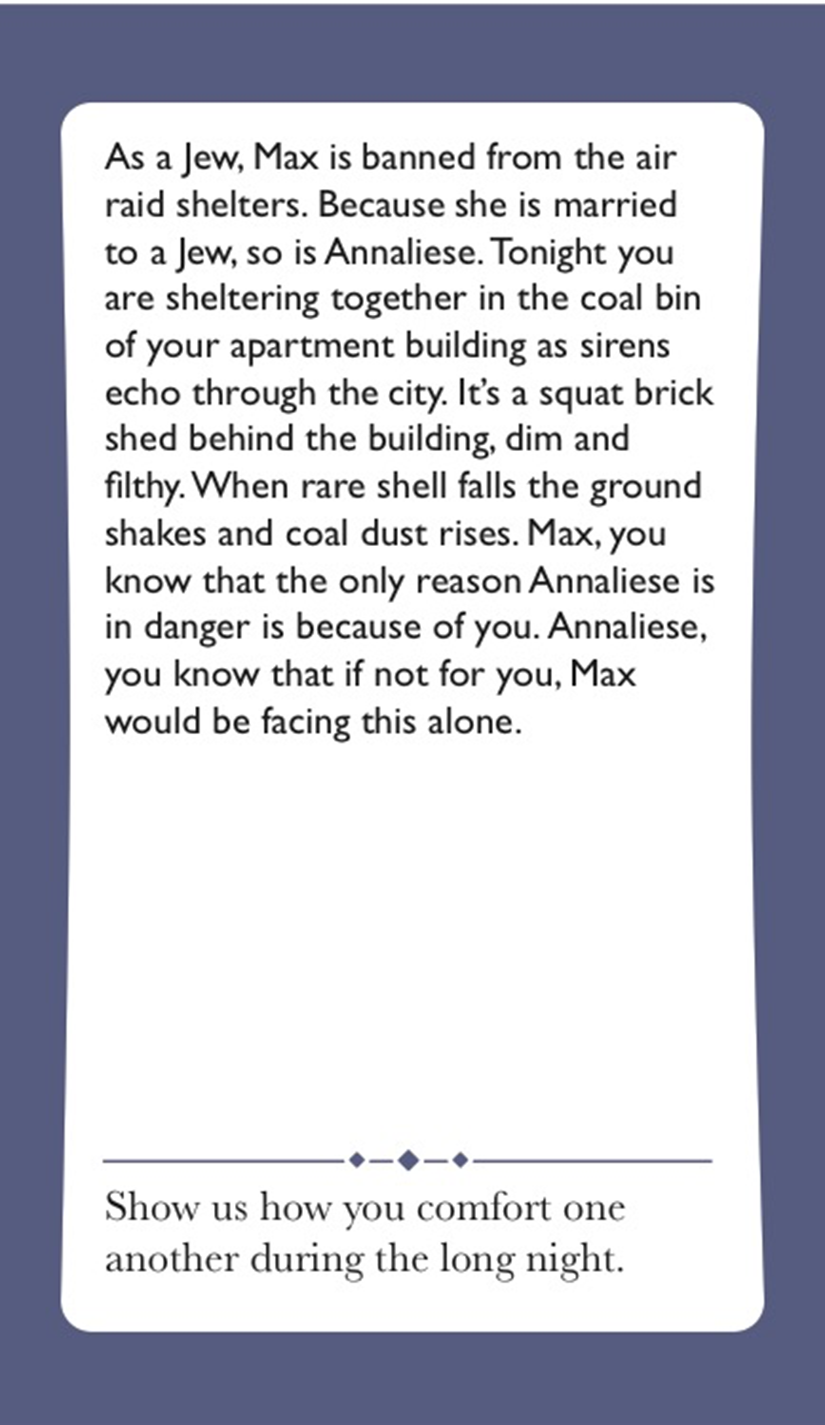 As a Jew, Max is banned from the air
raid shelters. Because she is married
to a Jew, so is Annaliese. Tonight you
are sheltering together in the coal bin
of your apartment building as sirens
echo through the city. It’s a squat brick
shed behind the building, dim and
filthy. When rare shell falls the ground
shakes and coal dust rises. Max, you
know that the only reason Annaliese is
in danger is because of you. Annaliese,
you know that if not for you, Max
would be facing this alone.
Show us how you comfort one
another during the long night.